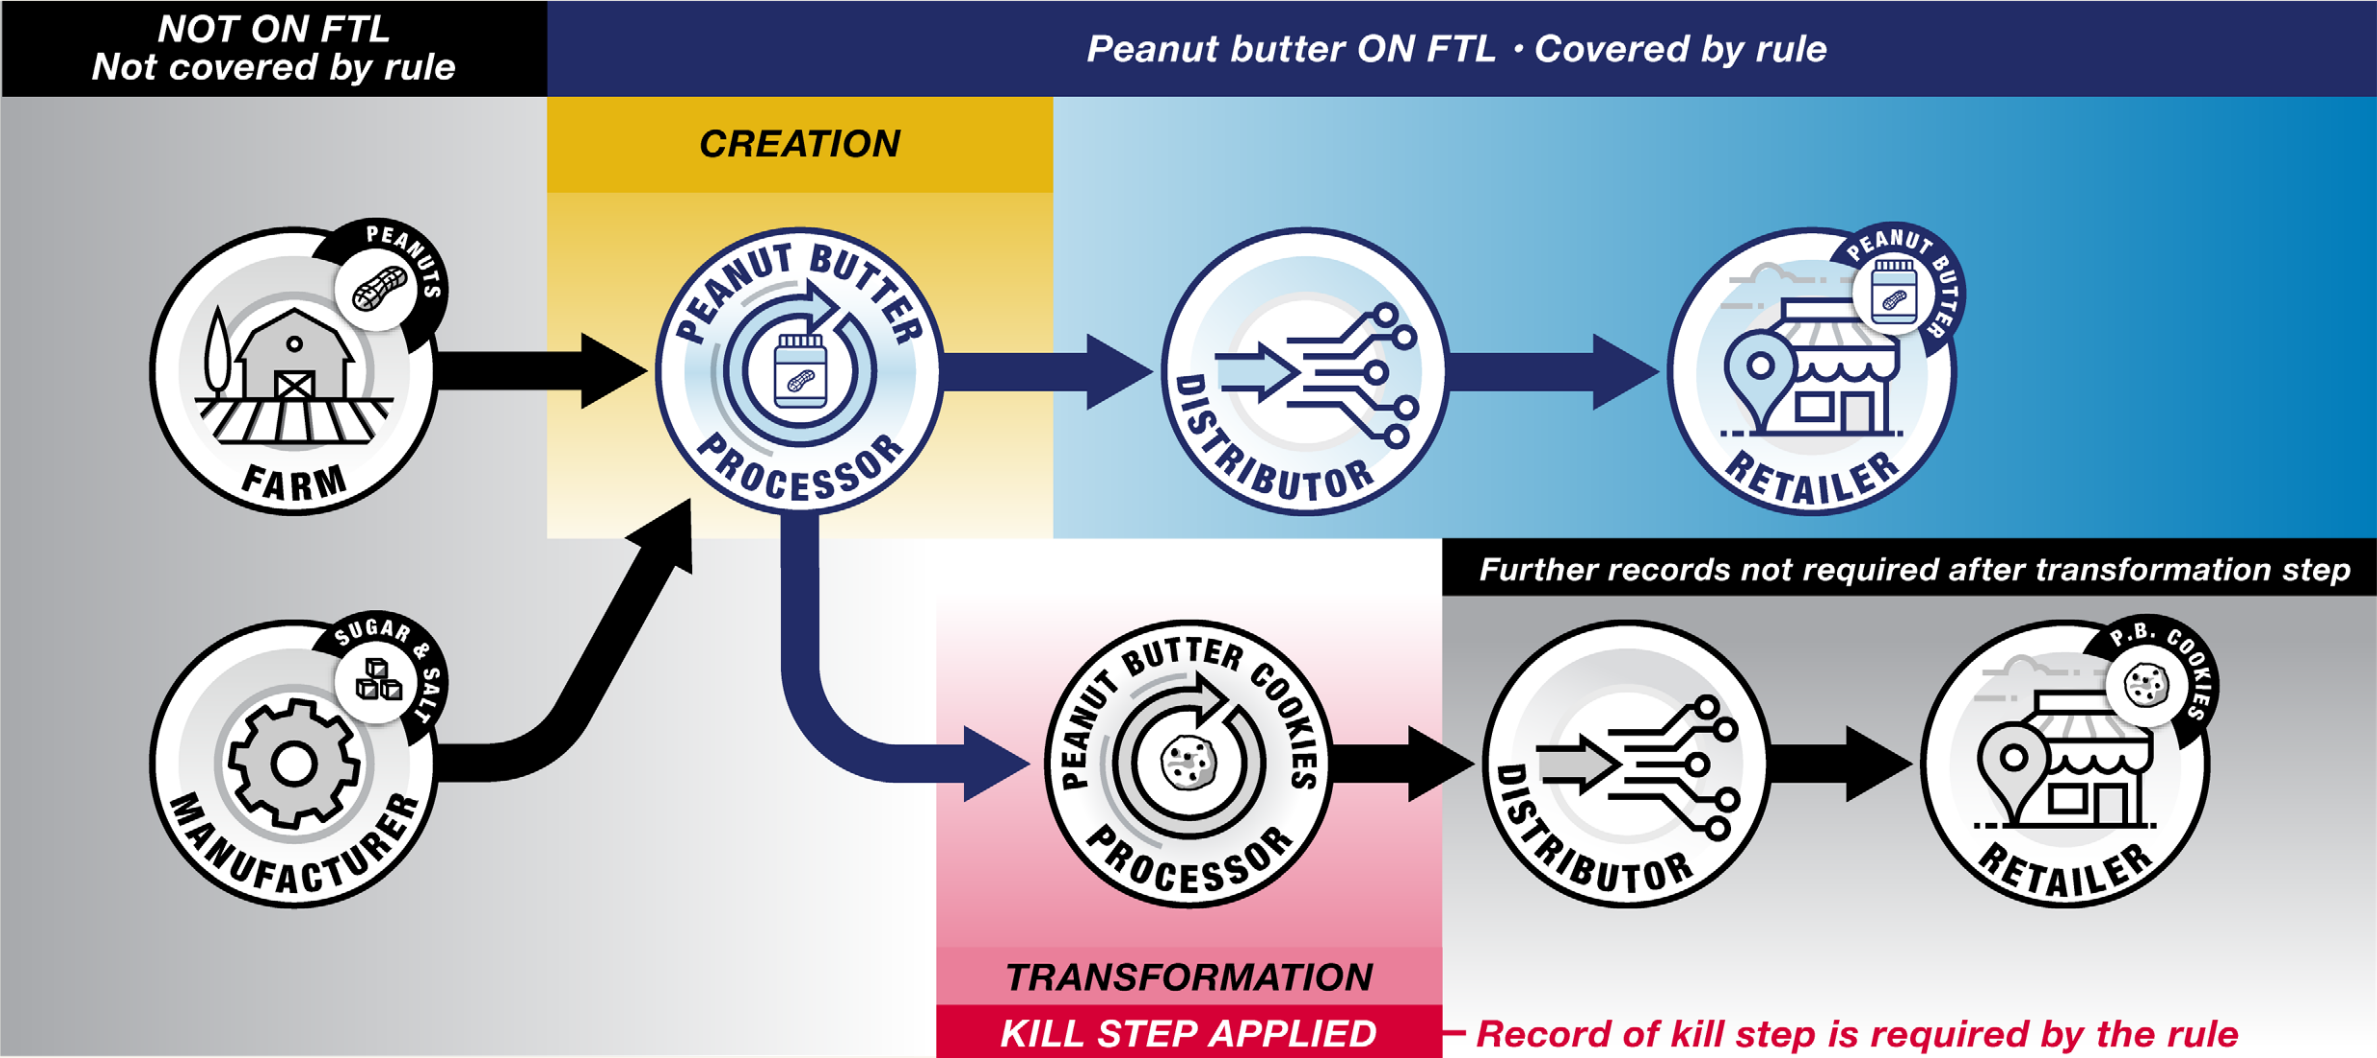 NOT ON FTL
Not covered by rule
Peanut butter ON FTL • Covered by rule
CREATION
PEANUTS
FARM
PEANUT BUTTER
PROCESSOR
DISTRIBUTOR
PEANUT BUTTER
RETAILER
SUGAR & SALT
MANUFACTURER
Further records not required after transformation step
PEANUT BUTTER COOKIES
PROCESSOR
DISTRIBUTOR
P.B. COOKIES
RETAILER
TRANSFORMATION
KILL STEP APPLIED
Record of kill step is required by the rule